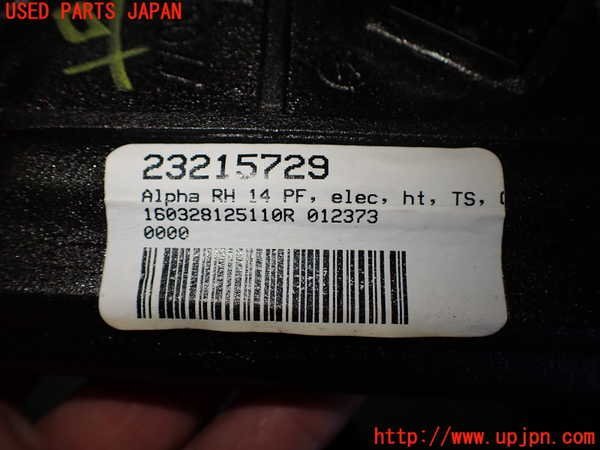 USED PARTS JAPAN
23215729
Alpha RH 14 PF, elec, ht, TS,
160328125110R 012373
0000
http://www.upjpn.com